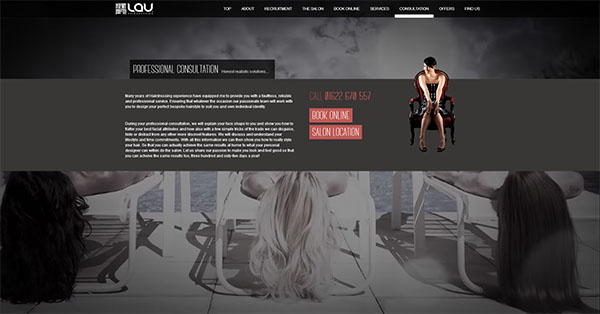 LAU
TOP ABOUT RECRUITMENT THE SALON BOOK ONLINE SERVICES CONSULTATION OFFERS FIND US
PROFESSIONAL CONSULTATION Honest realistic solutions...
Many years of Hairdressing experience have equipped me to provide you with a faultless, reliable
and professional service. Ensuring that whatever the occasion our passionate team will work with
you to design your perfect bespoke hairstyle to suit you and own individual identity.
During your professional consultation, we will explain your face shape to you and show you how to
flatter your best facial attributes and how also with a few simple tricks of the trade we can disguise,
hide or distract from any other more discreet features. We will discuss and understand your
lifestyle and time commitments. With all this information we can then show you how to really style
your hair. So that you can actually achieve the same results at home to what your personal
designer can within do the salon. Let us share our passion to make you look and feel good so that
you can acheive the same results too, three hundred and sixty five days a year!
CALL 01622 670 557
BOOK ONLINE
SALON LOCATION